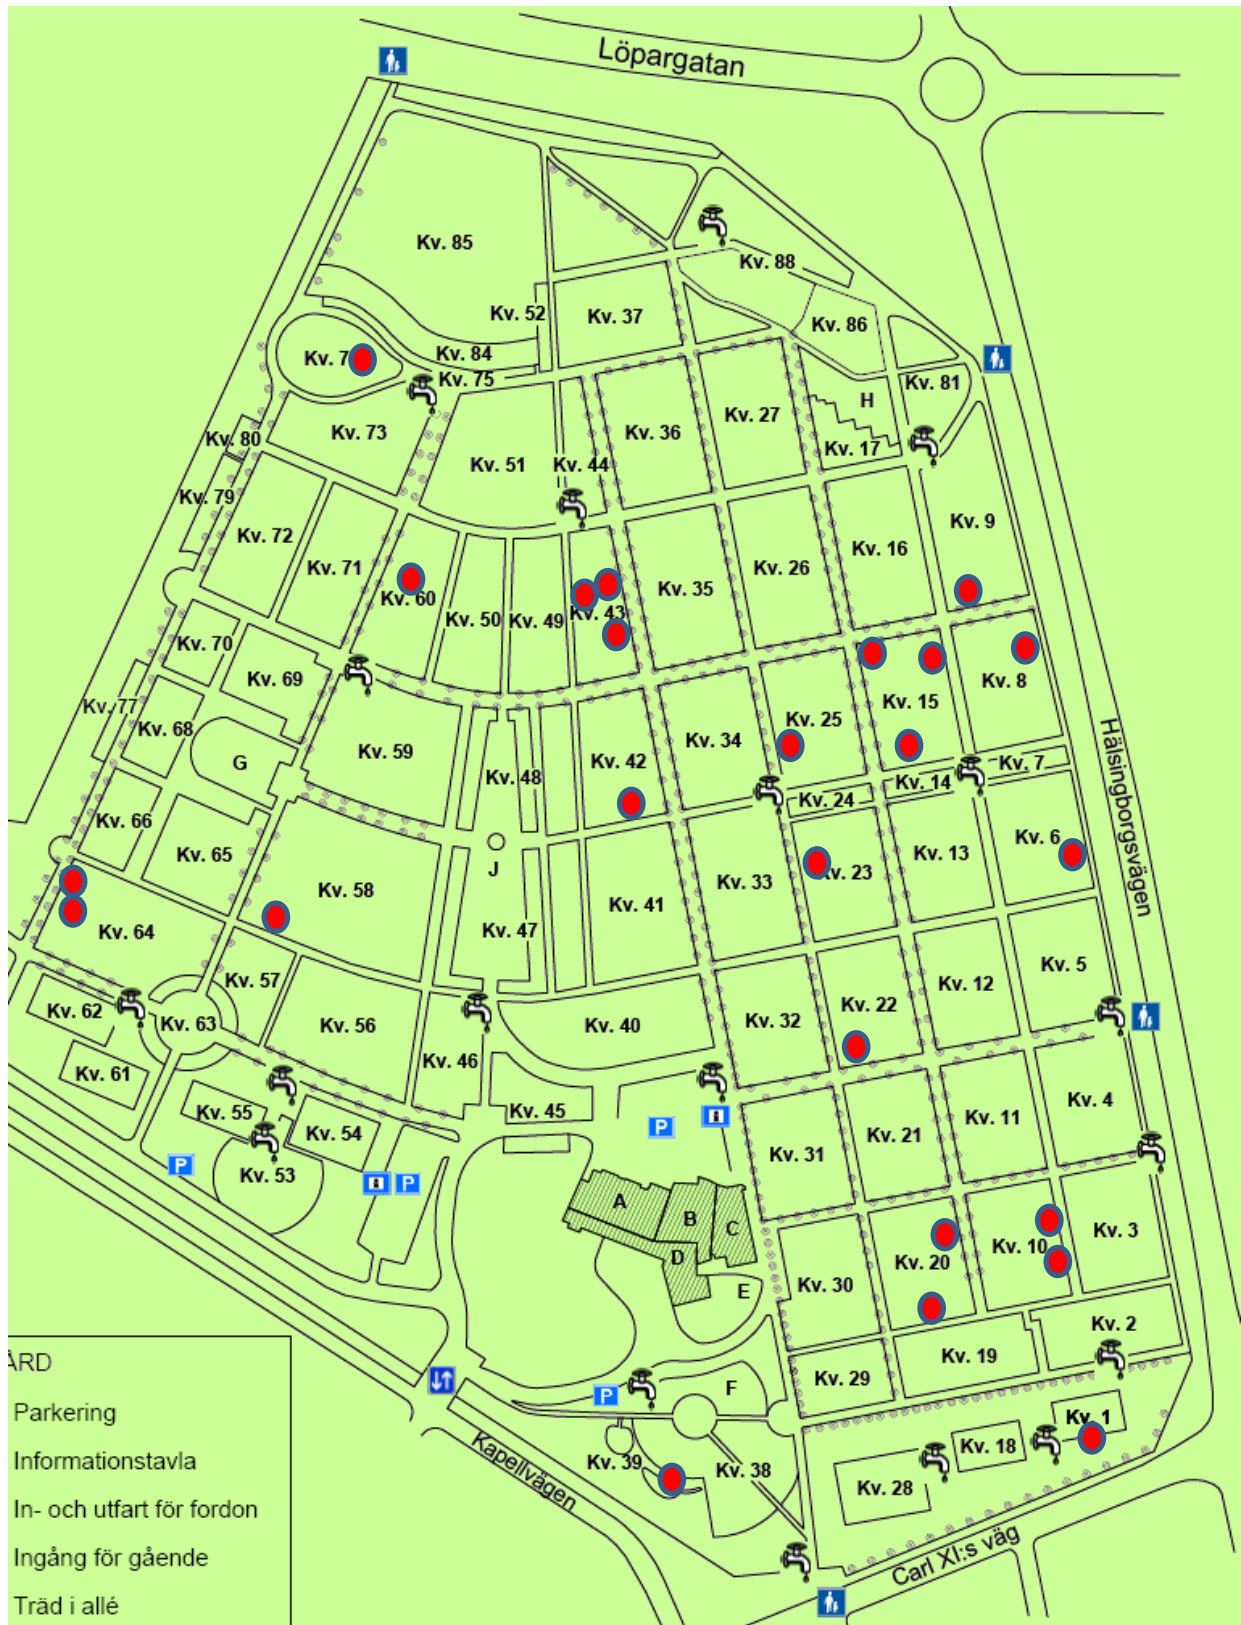 Löpargatan
Kv. 85
Kv. 88
Kv. 52
Kv. 37
Kv. 86
Kv. 7
Kv. 84
Kv. 75
Kv. 81
H
Kv. 27
Kv. 73
Kv. 36
Kv. 80
Kv. 17
Kv. 51
Kv. 44
Kv. 79
Kv. 9
Kv. 72
Kv. 16
Kv. 71
Kv. 26
Kv. 35
Kv. 60
Kv. 50
Kv. 49
Kv. 43
Kv. 70
Kv. 69
Kv. 8
Kv. 77
Kv. 68
Kv. 15
Kv. 25
Kv. 34
Kv. 59
G
Kv. 42
Kv. 48
Kv. 7
Kv. 14
Kv. 24
Hälsingborgsvägen
Kv. 66
Kv. 6
Kv. 65
Kv. 13
J
Kv. 33
Kv. 23
Kv. 58
Kv. 41
Kv. 64
Kv. 47
Kv. 5
Kv. 57
Kv. 12
Kv. 22
Kv. 62
Kv. 63
Kv. 56
Kv. 40
Kv. 32
Kv. 46
Kv. 61
Kv. 4
Kv. 55
Kv. 45
Kv. 11
Kv. 54
P
Kv. 21
Kv. 31
P
Kv. 53
P
A
B
C
D
E
Kv. 3
Kv. 10
Kv. 20
Kv. 30
Kv. 2
Kv. 19
Kv. 29
F
P
Kv. 1
Kv. 18
Kv. 39
Kv. 38
Kv. 28
Kapellvägen
Carl XI:s väg
ÅRD
Parkering
Informationstavla
In- och utfart för fordon
Ingång för gående
Träd i allé